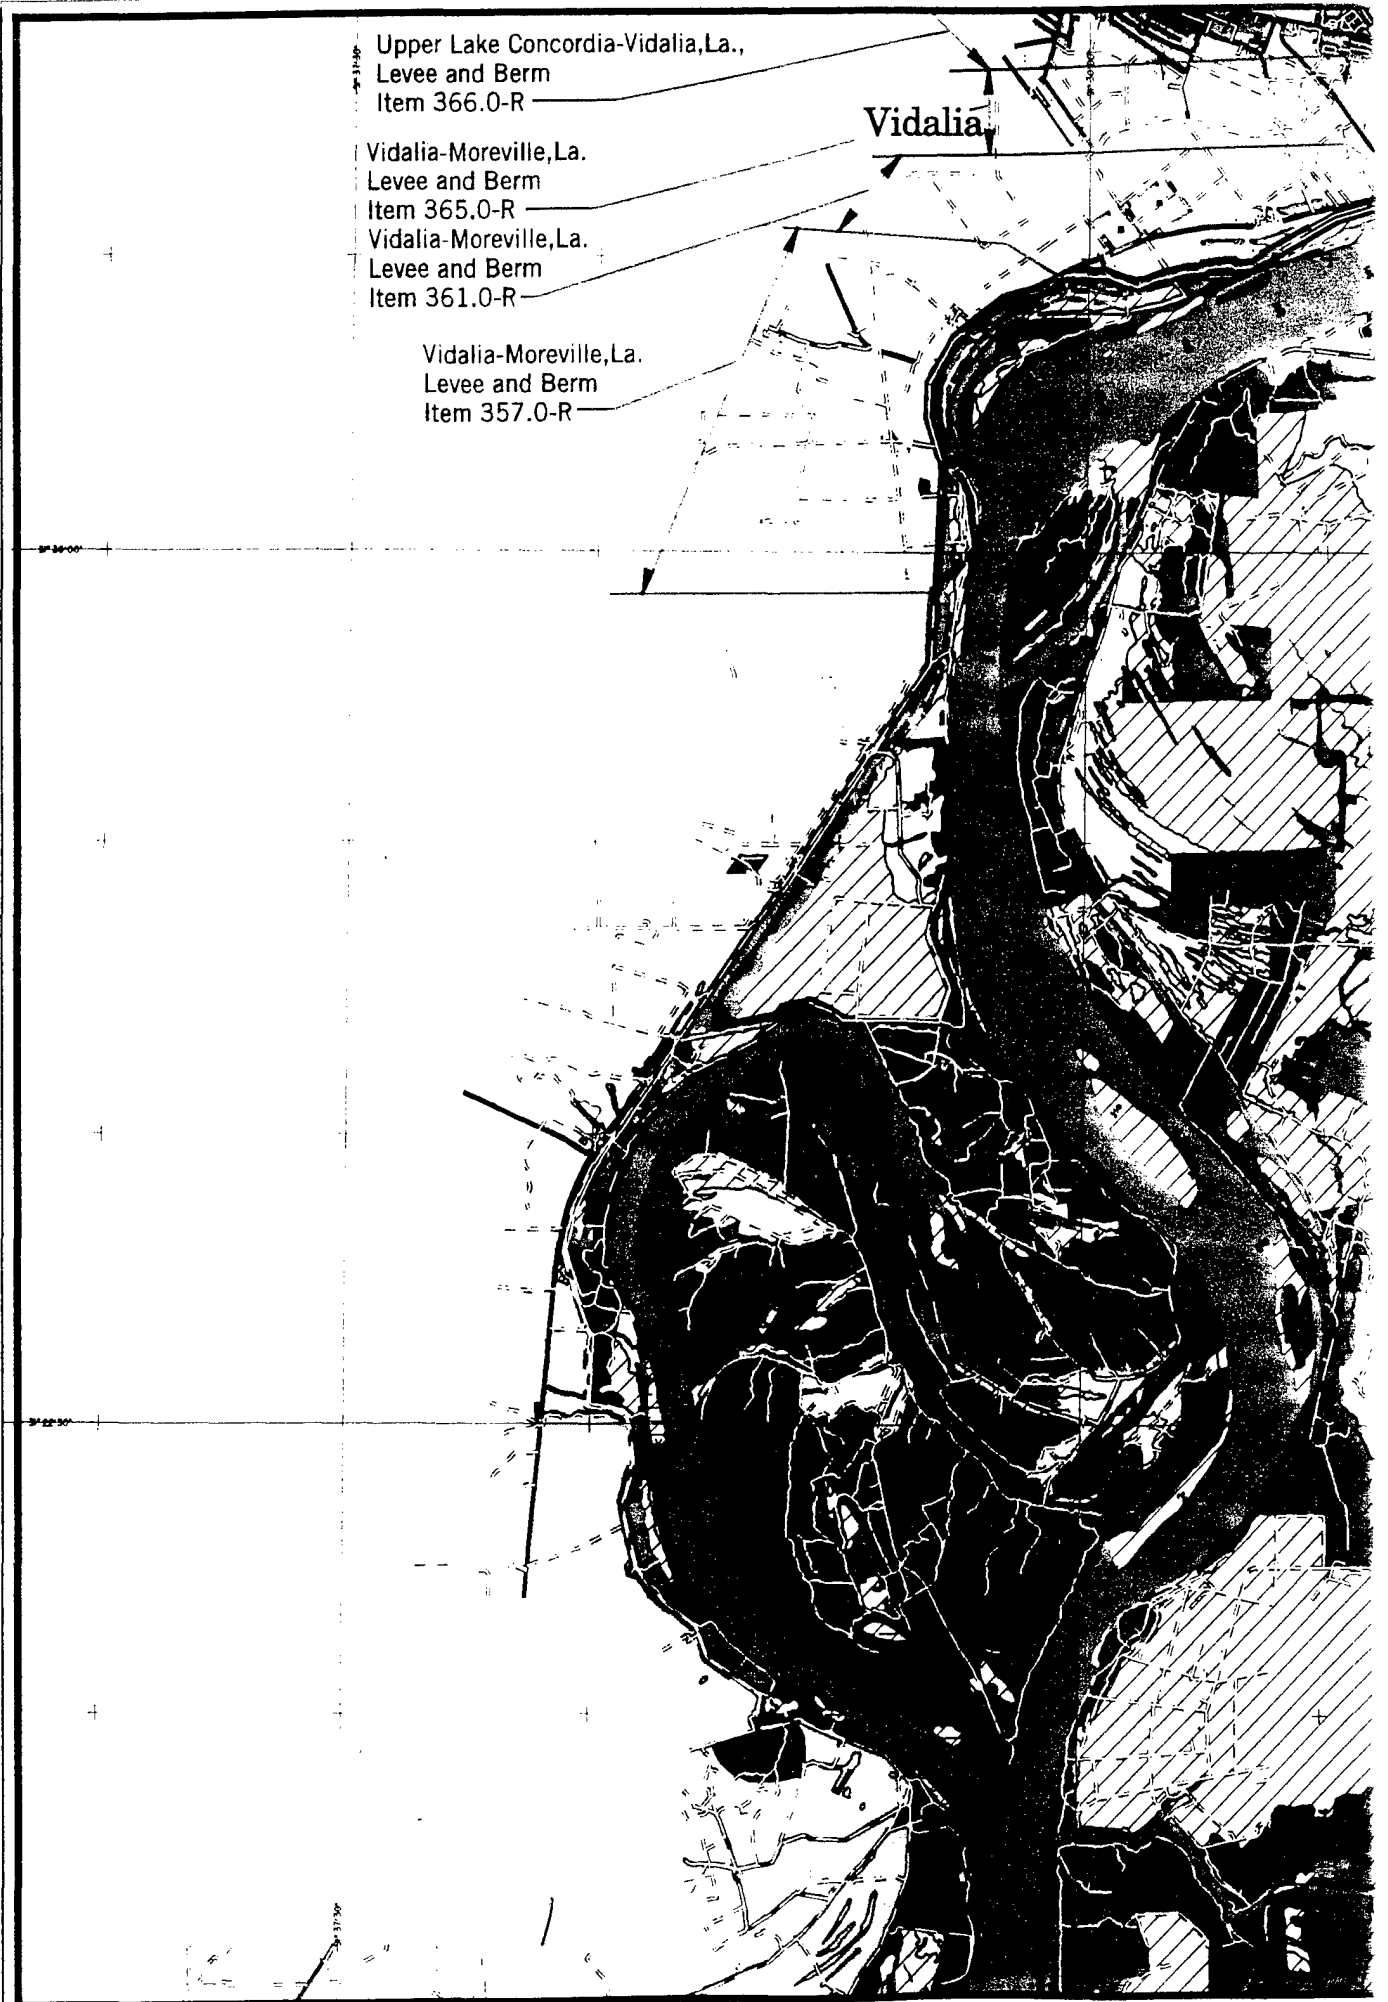 Upper Lake Concordia-Vidalia,La.,
Levee and Berm
Item 366.0-R
Vidalia
Vidalia-Moreville,La.
Levee and Berm
Item 365.0-R
Vidalia-Moreville,La.
Levee and Berm
Item 361.0-R
Vidalia-Moreville,La.
Levee and Berm
Item 357.0-R